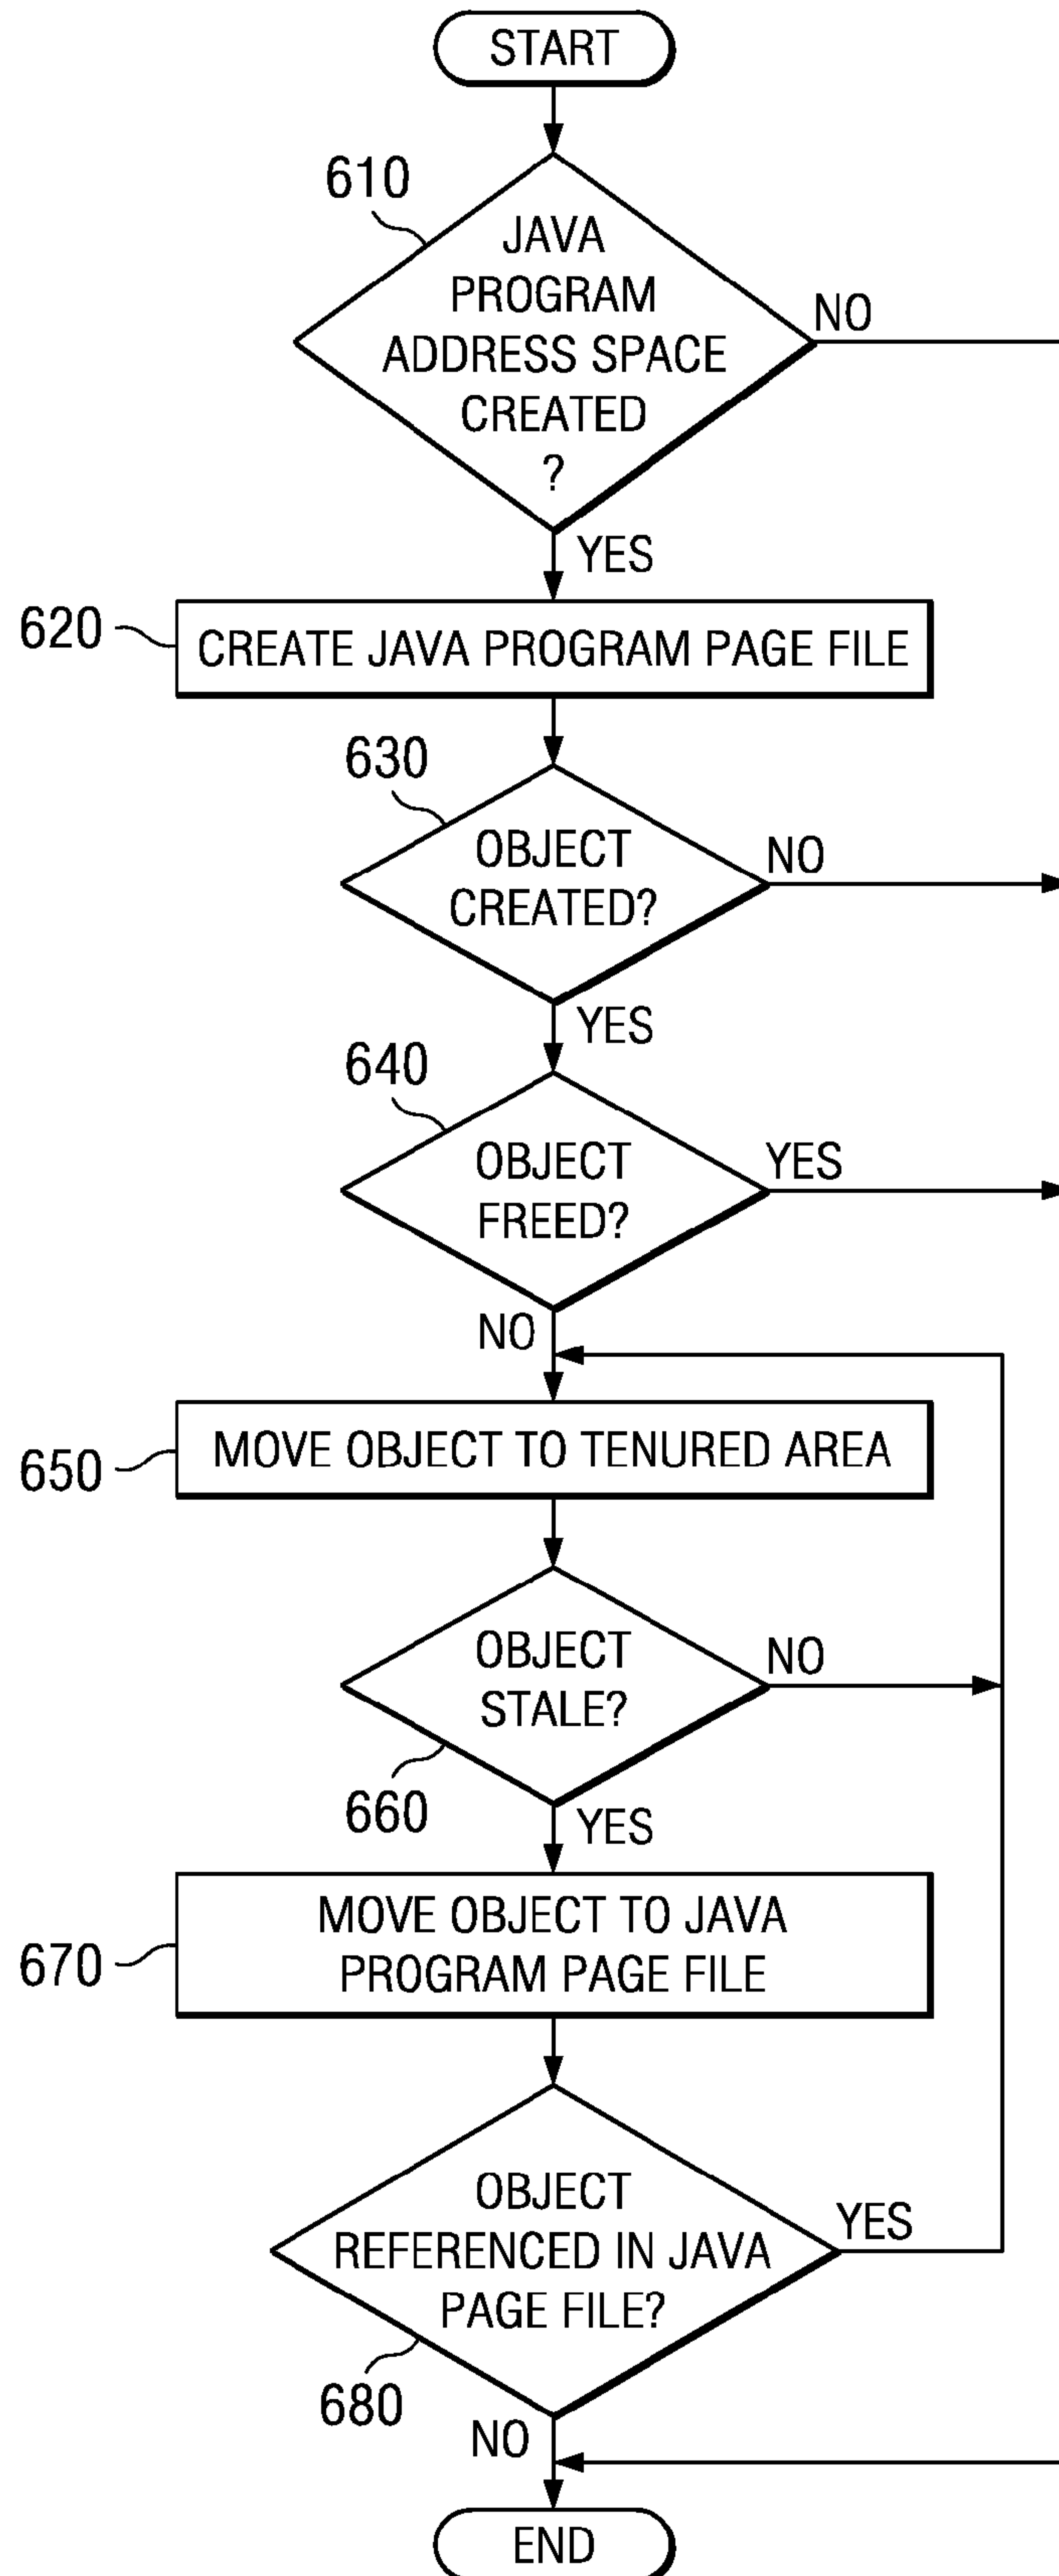 START
610
JAVA
PROGRAM
ADDRESS SPACE
CREATED
?
NO
YES
620
CREATE JAVA PROGRAM PAGE FILE
630
OBJECT
CREATED?
NO
YES
640
OBJECT
FREED?
YES
NO
650
MOVE OBJECT TO TENURED AREA
OBJECT
STALE?
NO
660
YES
670
MOVE OBJECT TO JAVA
PROGRAM PAGE FILE
OBJECT
REFERENCED IN JAVA
PAGE FILE?
YES
680
NO
END